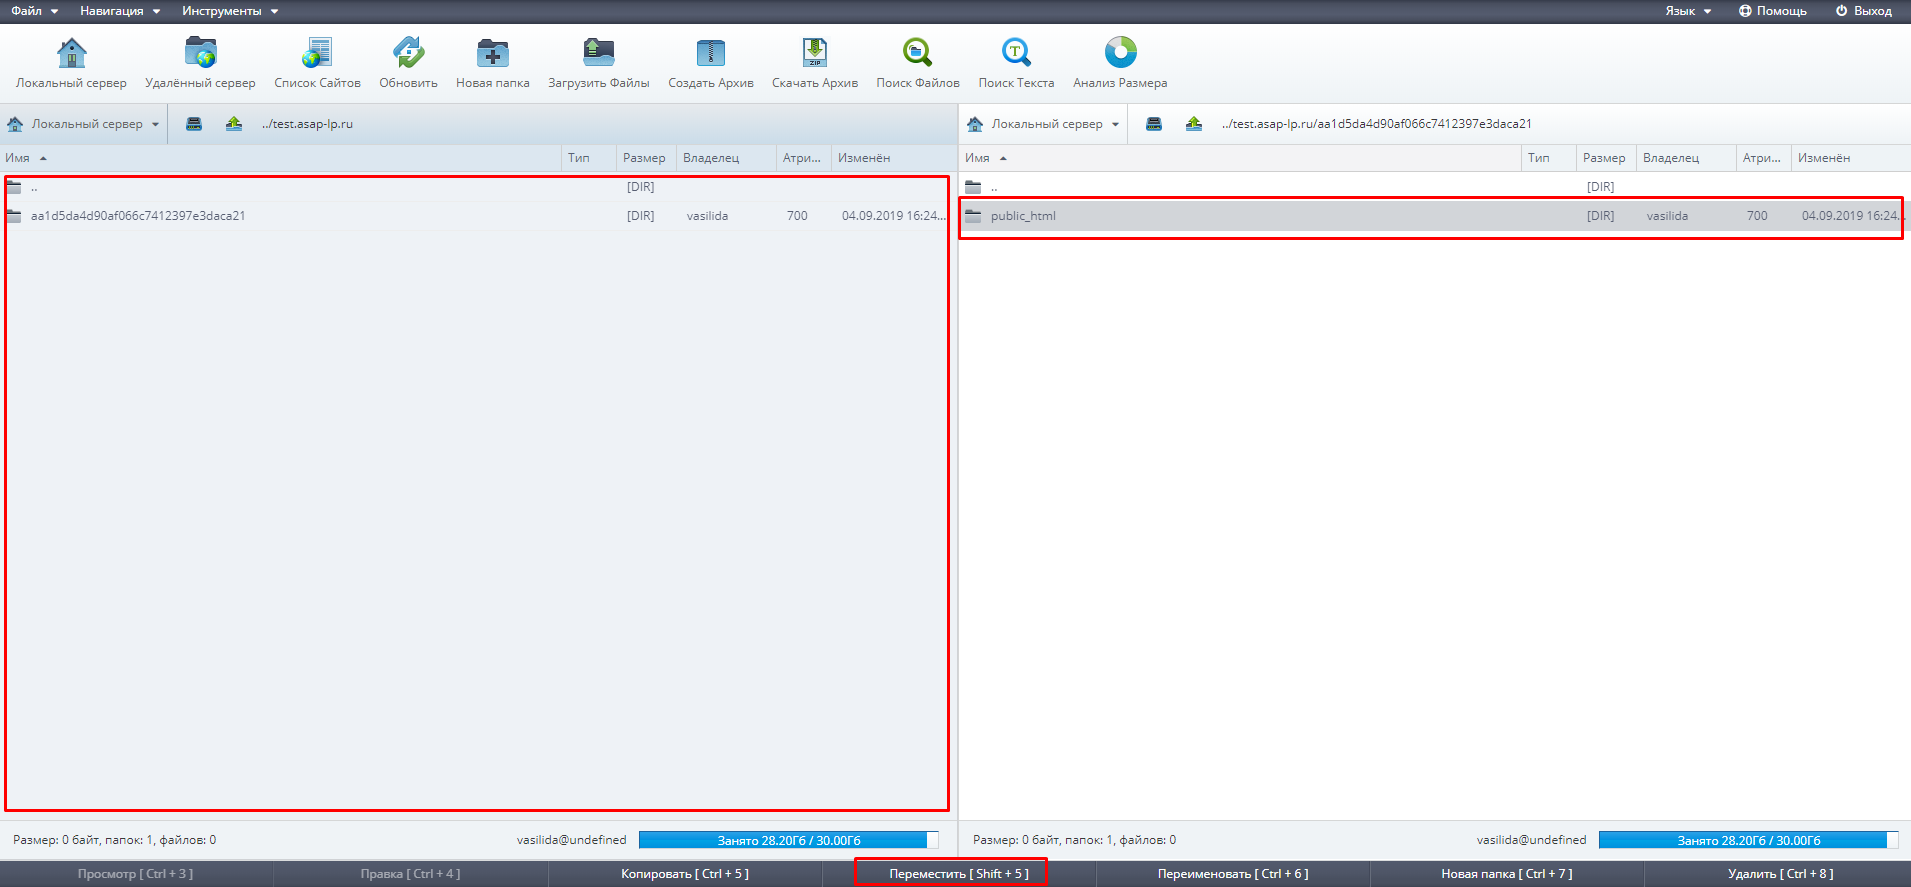 Файл Навигация Инструменты Язык Помощь Выход
Локальный сервер Удалённый сервер Список Сайтов Обновить Новая папка Загрузить Файлы Создать Архив Скачать Архив Поиск Файлов Поиск Текста Анализ Размера
Локальный сервер ../test.asap-lp.ru
Имя Тип Размер Владелец Атри... Изменён
.. [DIR]
aa1d5da4d90af066c7412397e3daca21 [DIR] vasilida 700 04.09.2019 16:24...
Размер: 0 байт, папок: 1, файлов: 0 vasilida@undefined Занято 28.20Гб / 30.00Гб
Локальный сервер ../test.asap-lp.ru/aa1d5da4d90af066c7412397e3daca21
Имя Тип Размер Владелец Атри... Изменён
.. [DIR]
public_html [DIR] vasilida 700 04.09.2019 16:24...
Размер: 0 байт, папок: 1, файлов: 0 vasilida@undefined Занято 28.20Гб / 30.00Гб
Просмотр [ Ctrl + 3 ] Правка [ Ctrl + 4 ] Копировать [ Ctrl + 5 ] Переместить [ Shift + 5 ] Переименовать [ Ctrl + 6 ] Новая папка [ Ctrl + 7 ] Удалить [ Ctrl + 8 ]